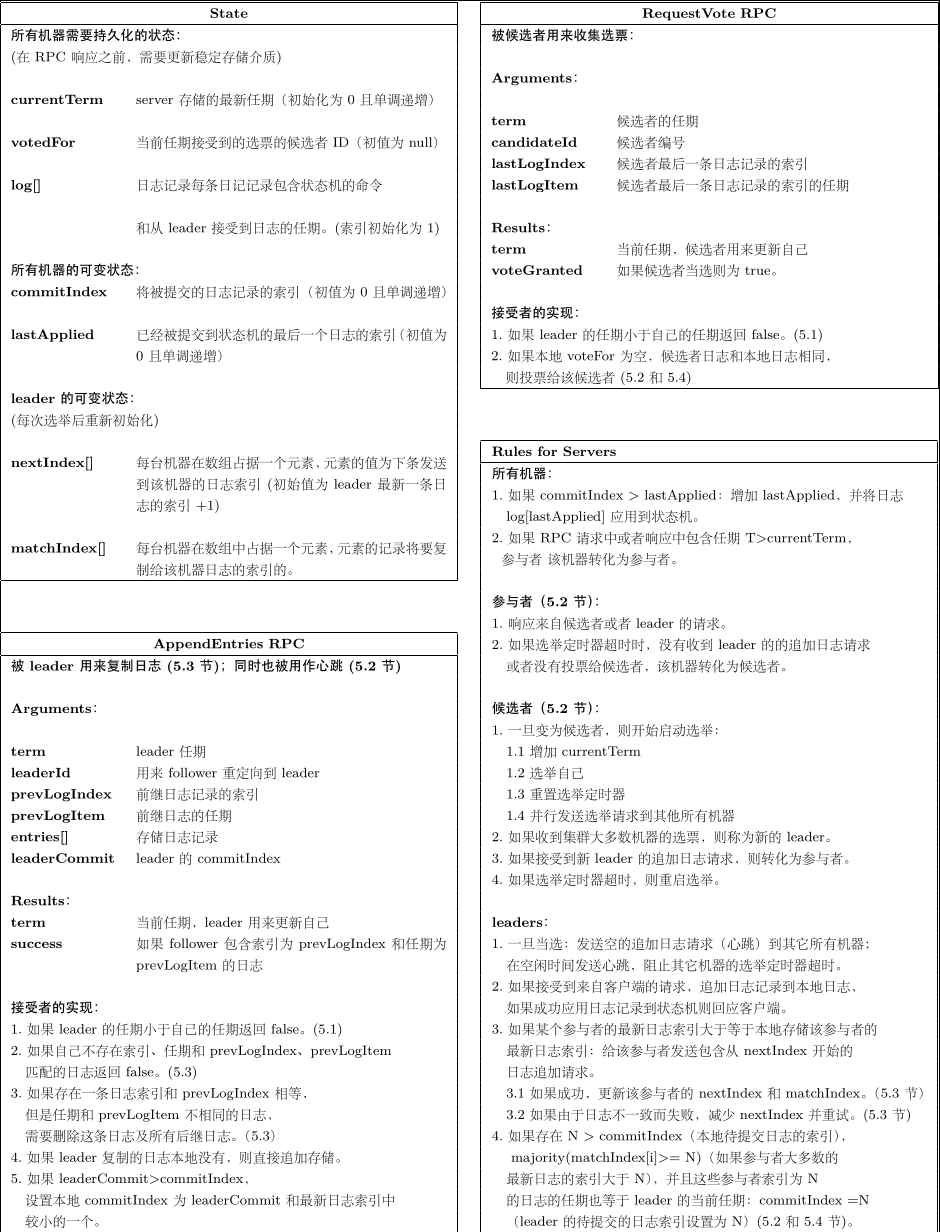 State
所有机器需要持久化的状态：
(在 RPC 响应之前，需要更新稳定存储介质)
currentTerm server 存储的最新任期（初始化为 0 且单调递增）
votedFor 当前任期接受到的选票的候选者 ID（初值为 null）
log[] 日志记录每条日记记录包含状态机的命令
和从 leader 接受到日志的任期。(索引初始化为 1)
所有机器的可变状态：
commitIndex 将被提交的日志记录的索引（初值为 0 且单调递增）
lastApplied 已经被提交到状态机的最后一个日志的索引（初值为
0 且单调递增）
leader 的可变状态：
(每次选举后重新初始化)
nextIndex[] 每台机器在数组占据一个元素，元素的值为下条发送
到该机器的日志索引 (初始值为 leader 最新一条日
志的索引 +1)
matchIndex[] 每台机器在数组中占据一个元素，元素的记录将要复
制给该机器日志的索引的。
AppendEntries RPC
被 leader 用来复制日志 (5.3 节)；同时也被用作心跳 (5.2 节)
Arguments：
term leader 任期
leaderId 用来 follower 重定向到 leader
prevLogIndex 前继日志记录的索引
prevLogItem 前继日志的任期
entries[] 存储日志记录
leaderCommit leader 的 commitIndex
Results：
term 当前任期，leader 用来更新自己
success 如果 follower 包含索引为 prevLogIndex 和任期为
prevLogItem 的日志
接受者的实现：
1. 如果 leader 的任期小于自己的任期返回 false。(5.1)
2. 如果自己不存在索引、任期和 prevLogIndex、prevLogItem
匹配的日志返回 false。(5.3)
3. 如果存在一条日志索引和 prevLogIndex 相等，
但是任期和 prevLogItem 不相同的日志，
需要删除这条日志及所有后继日志。（5.3）
4. 如果 leader 复制的日志本地没有，则直接追加存储。
5. 如果 leaderCommit>commitIndex，
设置本地 commitIndex 为 leaderCommit 和最新日志索引中
较小的一个。
RequestVote RPC
被候选者用来收集选票：
Arguments：
term 候选者的任期
candidateId 候选者编号
lastLogIndex 候选者最后一条日志记录的索引
lastLogItem 候选者最后一条日志记录的索引的任期
Results：
term 当前任期，候选者用来更新自己
voteGranted 如果候选者当选则为 true。
接受者的实现：
1. 如果 leader 的任期小于自己的任期返回 false。(5.1)
2. 如果本地 voteFor 为空，候选者日志和本地日志相同，
则投票给该候选者 (5.2 和 5.4)
Rules for Servers
所有机器：
1. 如果 commitIndex > lastApplied：增加 lastApplied，并将日志
log[lastApplied] 应用到状态机。
2. 如果 RPC 请求中或者响应中包含任期 T>currentTerm，
参与者 该机器转化为参与者。
参与者（5.2 节）：
1. 响应来自候选者或者 leader 的请求。
2. 如果选举定时器超时时，没有收到 leader 的的追加日志请求
或者没有投票给候选者，该机器转化为候选者。
候选者（5.2 节）：
1. 一旦变为候选者，则开始启动选举：
1.1 增加 currentTerm
1.2 选举自己
1.3 重置选举定时器
1.4 并行发送选举请求到其他所有机器
2. 如果收到集群大多数机器的选票，则称为新的 leader。
3. 如果接受到新 leader 的追加日志请求，则转化为参与者。
4. 如果选举定时器超时，则重启选举。
leaders：
1. 一旦当选：发送空的追加日志请求（心跳）到其它所有机器；
在空闲时间发送心跳，阻止其它机器的选举定时器超时。
2. 如果接受到来自客户端的请求，追加日志记录到本地日志，
如果成功应用日志记录到状态机则回应客户端。
3. 如果某个参与者的最新日志索引大于等于本地存储该参与者的
最新日志索引：给该参与者发送包含从 nextIndex 开始的
日志追加请求。
3.1 如果成功，更新该参与者的 nextIndex 和 matchIndex。（5.3 节）
3.2 如果由于日志不一致而失败，减少 nextIndex 并重试。（5.3 节)
4. 如果存在 N > commitIndex（本地待提交日志的索引），
majority(matchIndex[i]>= N)（如果参与者大多数的
最新日志的索引大于 N），并且这些参与者索引为 N
的日志的任期也等于 leader 的当前任期：commitIndex =N
（leader 的待提交的日志索引设置为 N）(5.2 和 5.4 节)。